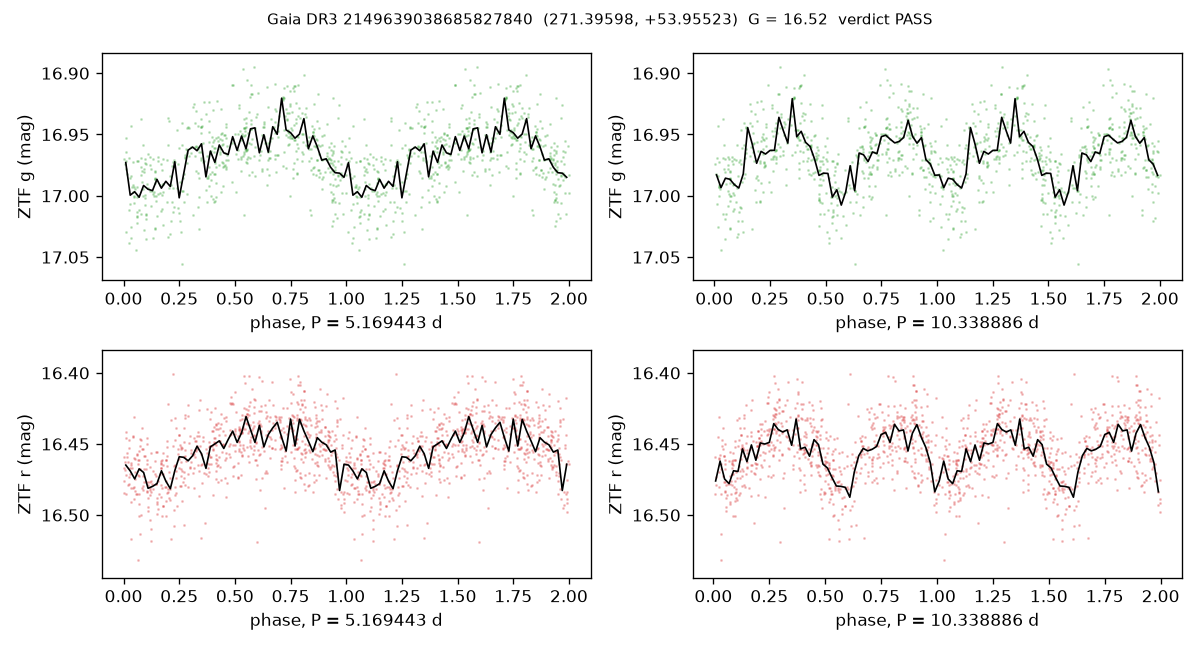 Gaia DR3 2149639038685827840 (271.39598, +53.95523) G = 16.52 verdict PASS
ZTF g (mag)
16.90
16.95
17.00
17.05
0.00 0.25 0.50 0.75 1.00 1.25 1.50 1.75 2.00
phase, P = 5.169443 d
ZTF g (mag)
16.90
16.95
17.00
17.05
0.00 0.25 0.50 0.75 1.00 1.25 1.50 1.75 2.00
phase, P = 10.338886 d
ZTF r (mag)
16.40
16.45
16.50
0.00 0.25 0.50 0.75 1.00 1.25 1.50 1.75 2.00
phase, P = 5.169443 d
ZTF r (mag)
16.40
16.45
16.50
0.00 0.25 0.50 0.75 1.00 1.25 1.50 1.75 2.00
phase, P = 10.338886 d